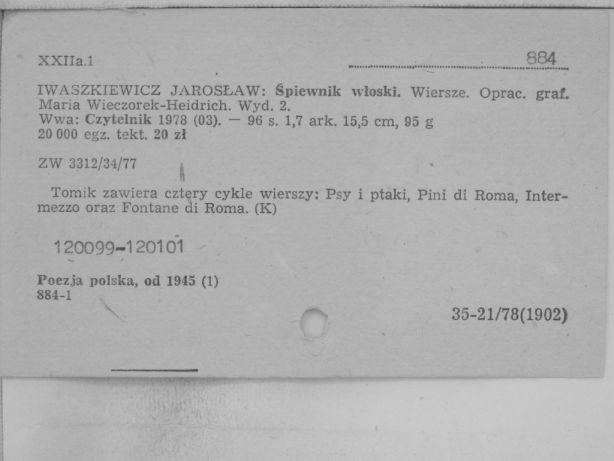 XXIIa.1
884
IWASZKIEWICZ JAROSŁAW: Śpiewnik włoski. Wiersze. Oprac. graf.
Maria Wieczorek-Heidrich. Wyd. 2.
Wwa: Czytelnik 1978 (03). — 96 s. 1,7 ark. 15,5 cm, 95 g
20 000 egz. tekt. 20 zł
ZW 3312/34/77
Tomik zawiera cztery cykle wierszy: Psy i ptaki, Pini di Roma, Inter-
mezzo oraz Fontane di Roma. (K)
120099-120101
Poezja polska, od 1945 (1)
884-1
35-21/78(1902)